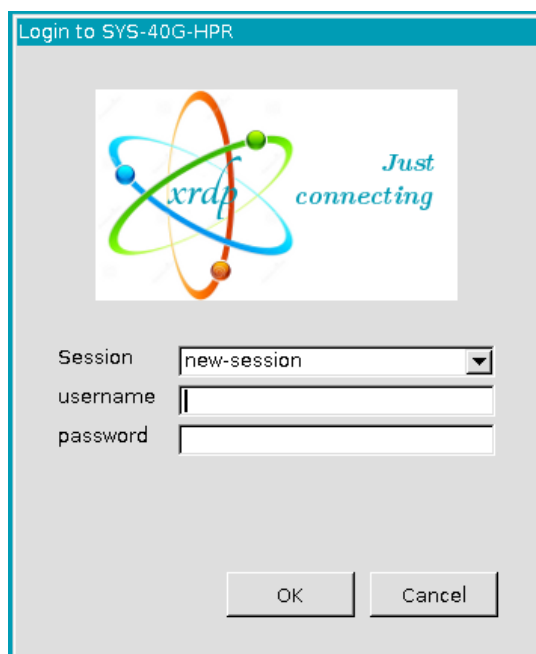 Login to SYS-40G-HPR
Just
xrdp
connecting
Session new-session
username
password
OK Cancel